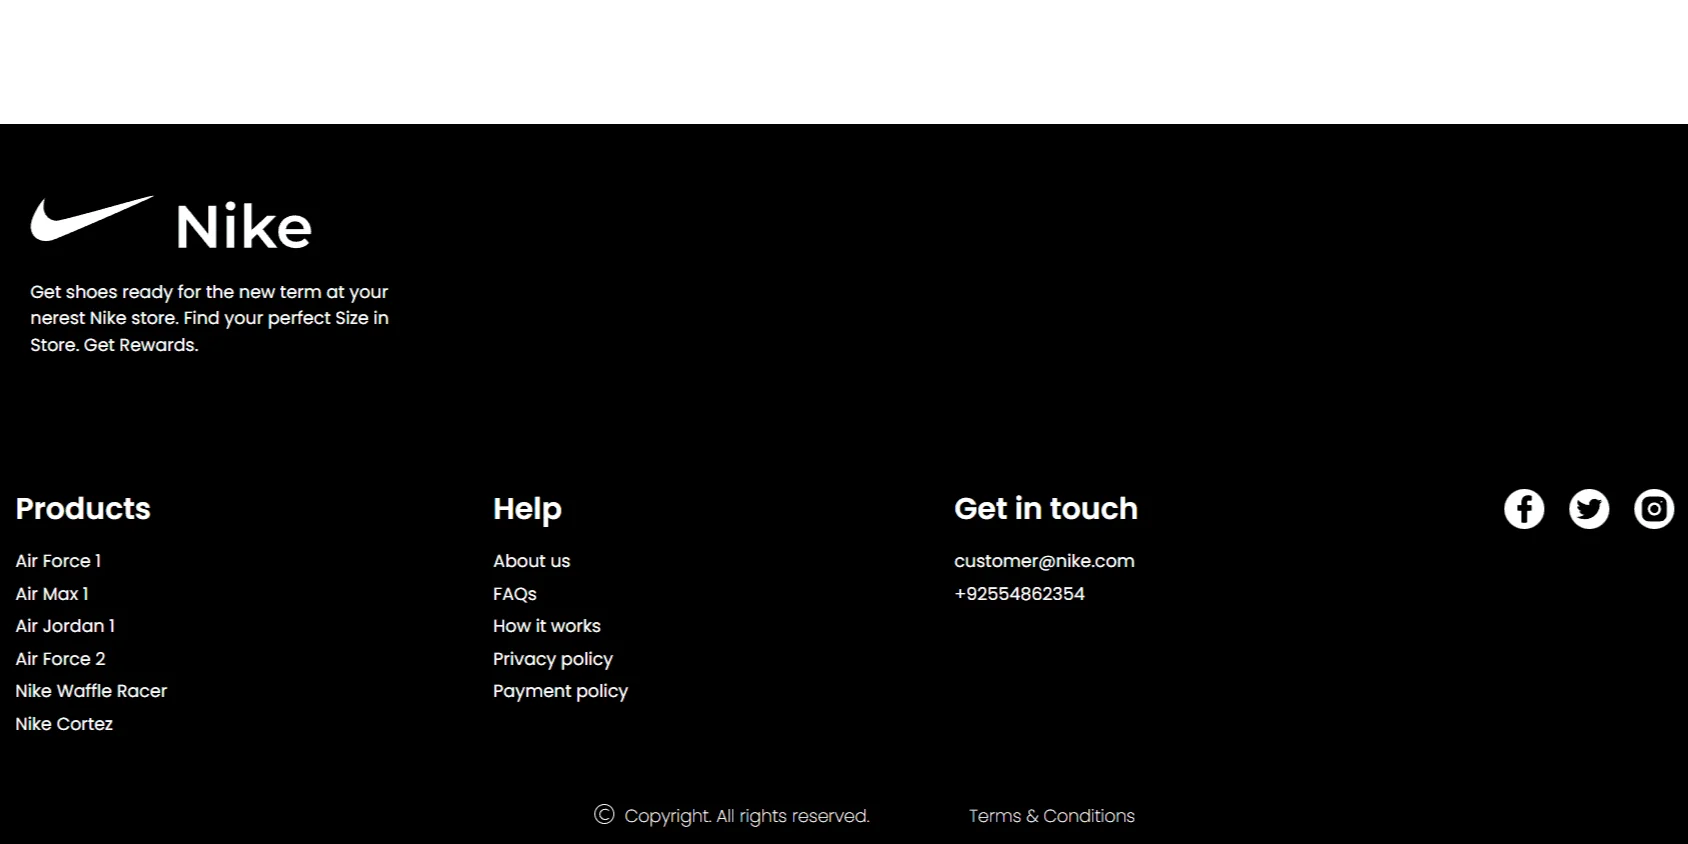 Nike
Get shoes ready for the new term at your
nerest Nike store. Find your perfect Size in
Store. Get Rewards.
Products
Air Force 1
Air Max 1
Air Jordan 1
Air Force 2
Nike Waffle Racer
Nike Cortez
Help
About us
FAQs
How it works
Privacy policy
Payment policy
Get in touch
customer@nike.com
+92554862354
© Copyright. All rights reserved.
Terms & Conditions